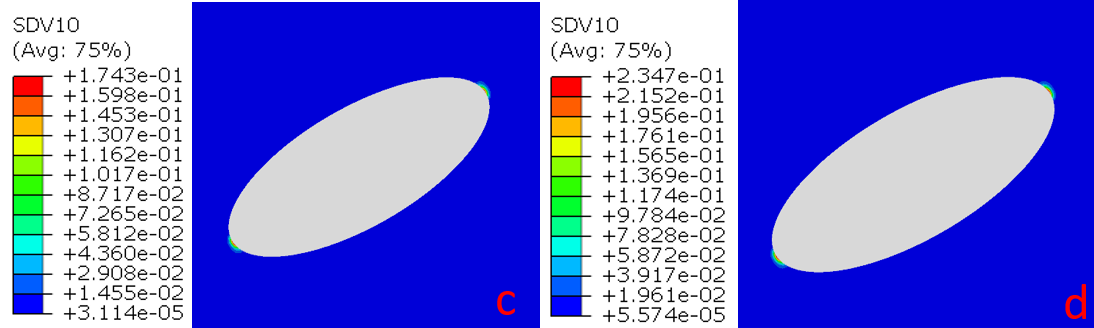 SDV10
(Avg: 75%)
+1.743e-01
+1.598e-01
+1.453e-01
+1.307e-01
+1.162e-01
+1.017e-01
+8.717e-02
+7.265e-02
+5.812e-02
+4.360e-02
+2.908e-02
+1.455e-02
+3.114e-05
c
SDV10
(Avg: 75%)
+2.347e-01
+2.152e-01
+1.956e-01
+1.761e-01
+1.565e-01
+1.369e-01
+1.174e-01
+9.784e-02
+7.828e-02
+5.872e-02
+3.917e-02
+1.961e-02
+5.574e-05
d